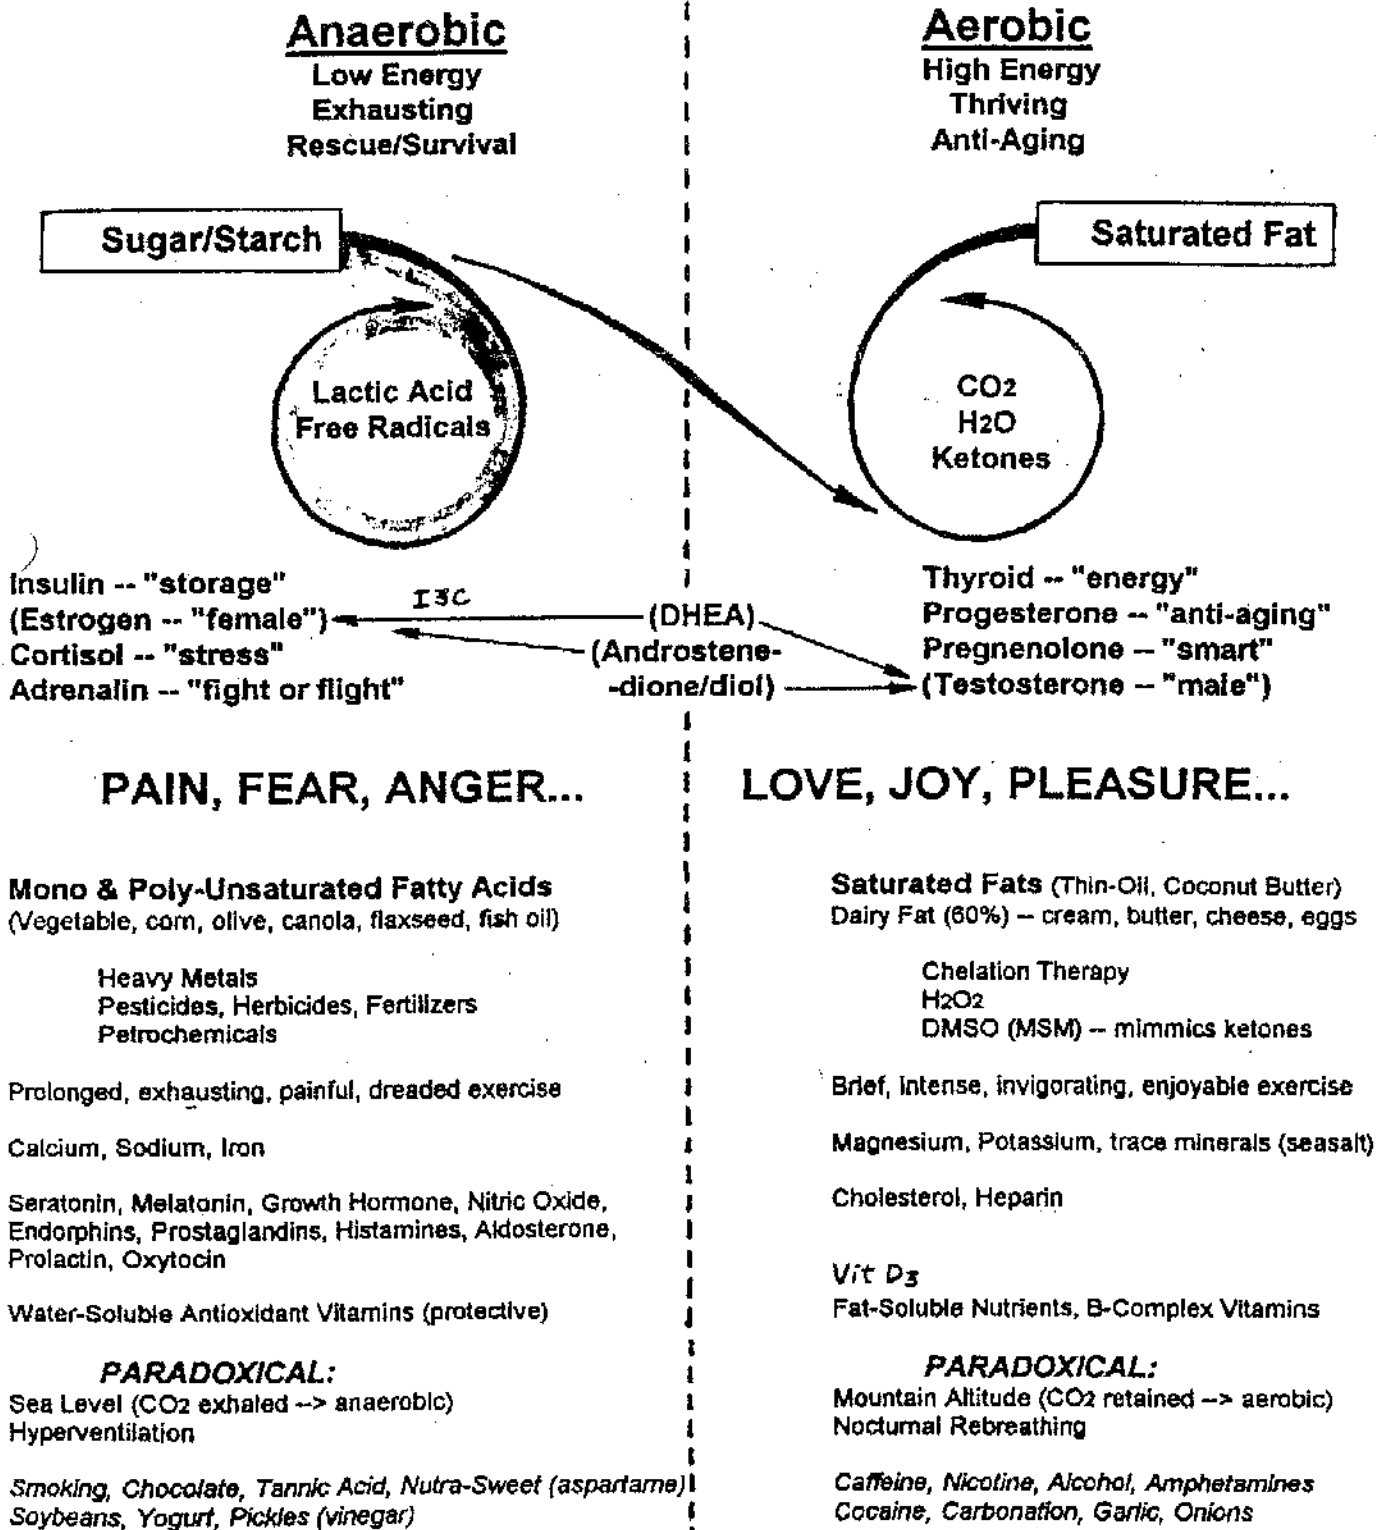 Anaerobic
Low Energy
Exhausting
Rescue/Survival
Aerobic
High Energy
Thriving
Anti-Aging
Sugar/Starch
Saturated Fat
Lactic Acid
Free Radicals
CO2
H2O
Ketones
Insulin -- "storage"
(Estrogen -- "female")
Cortisol -- "stress"
Adrenalin -- "fight or flight"
I3C
(DHEA)
(Androstene-
-dione/diol)
Thyroid -- "energy"
Progesterone -- "anti-aging"
Pregnenolone -- "smart"
(Testosterone -- "male")
PAIN, FEAR, ANGER...
LOVE, JOY, PLEASURE...
Mono & Poly-Unsaturated Fatty Acids
(Vegetable, corn, olive, canola, flaxseed, fish oil)
Heavy Metals
Pesticides, Herbicides, Fertilizers
Petrochemicals
Prolonged, exhausting, painful, dreaded exercise
Calcium, Sodium, Iron
Seratonin, Melatonin, Growth Hormone, Nitric Oxide,
Endorphins, Prostaglandins, Histamines, Aldosterone,
Prolactin, Oxytocin
Water-Soluble Antioxidant Vitamins (protective)
PARADOXICAL:
Sea Level (CO2 exhaled --> anaerobic)
Hyperventilation
Smoking, Chocolate, Tannic Acid, Nutra-Sweet (aspartame)
Soybeans, Yogurt, Pickles (vinegar)
Saturated Fats (Thin-Oil, Coconut Butter)
Dairy Fat (60%) -- cream, butter, cheese, eggs
Chelation Therapy
H2O2
DMSO (MSM) -- mimmics ketones
Brief, intense, invigorating, enjoyable exercise
Magnesium, Potassium, trace minerals (seasalt)
Cholesterol, Heparin
Vit D3
Fat-Soluble Nutrients, B-Complex Vitamins
PARADOXICAL:
Mountain Altitude (CO2 retained --> aerobic)
Nocturnal Rebreathing
Caffeine, Nicotine, Alcohol, Amphetamines
Cocaine, Carbonation, Garlic, Onions